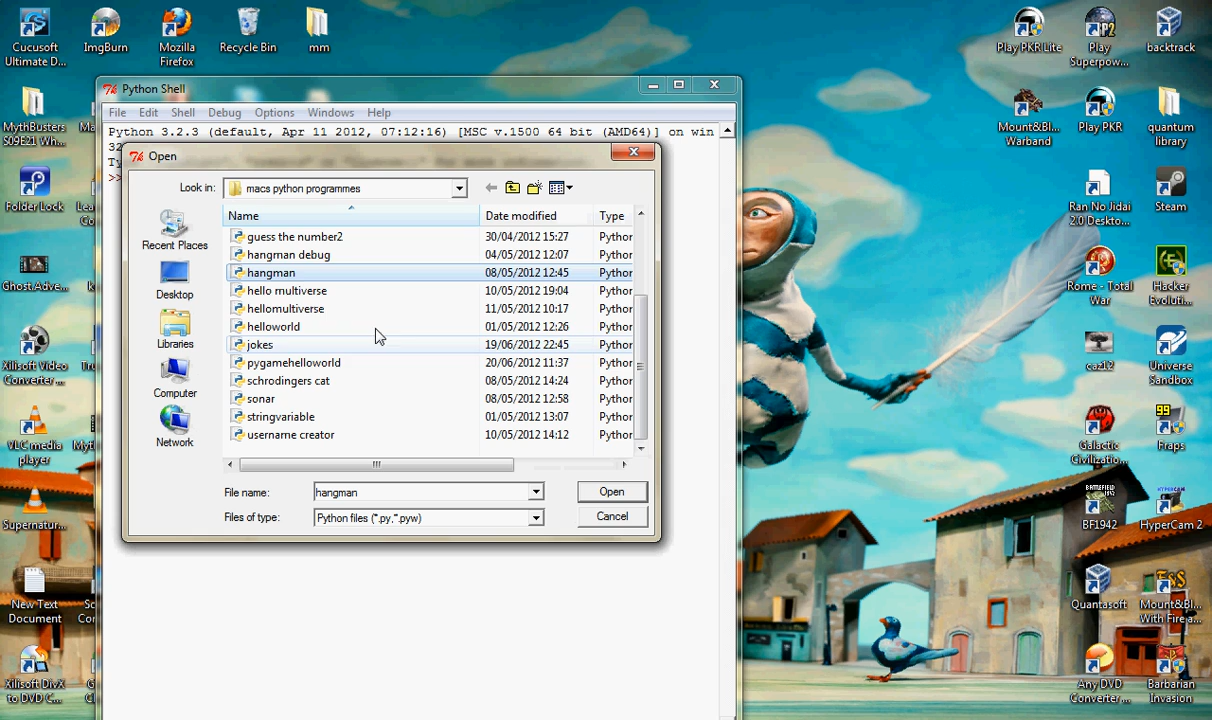 Cucusoft
Ultimate D...
ImgBurn
Mozilla
Firefox
Recycle Bin
mm
Play PKR Lite
Play
Superpow...
backtrack
MythBusters
S09E21 Wh...
Folder Lock
Ghost.Adve...
Xilisoft Video
Converter ...
VLC media
player
Supernatur...
New Text
Document
Xilisoft DivX
to DVD C...
Python Shell
File Edit Shell Debug Options Windows Help
Python 3.2.3 (default, Apr 11 2012, 07:12:16) [MSC v.1500 64 bit (AMD64)] on win
32
Ty
>>
Open
Look in: macs python programmes
Name Date modified Type
guess the number2 30/04/2012 15:27 Python
hangman debug 04/05/2012 12:07 Python
hangman 08/05/2012 12:45 Python
hello multiverse 10/05/2012 19:04 Python
hellomultiverse 11/05/2012 10:17 Python
helloworld 01/05/2012 12:26 Python
jokes 19/06/2012 22:45 Python
pygamehelloworld 20/06/2012 11:37 Python
schrodingers cat 08/05/2012 14:24 Python
sonar 08/05/2012 12:58 Python
stringvariable 01/05/2012 13:07 Python
username creator 10/05/2012 14:12 Python
Recent Places
Desktop
Libraries
Computer
Network
File name: hangman Open
Files of type: Python files (*.py,*.pyw) Cancel
Mount&Bl...
Warband
Play PKR
quantum
library
Ran No Jidai
2.0 Deskto...
Steam
Rome - Total
War
Hacker
Evoluti...
caz12
Universe
Sandbox
Galactic
Civilizatio...
99
Fraps
BATTLEFIELD
1942
BF1942
HyperCam 2
Quantasoft
Mount&Bl...
With Fire a...
Any DVD
Converter ...
Barbarian
Invasion